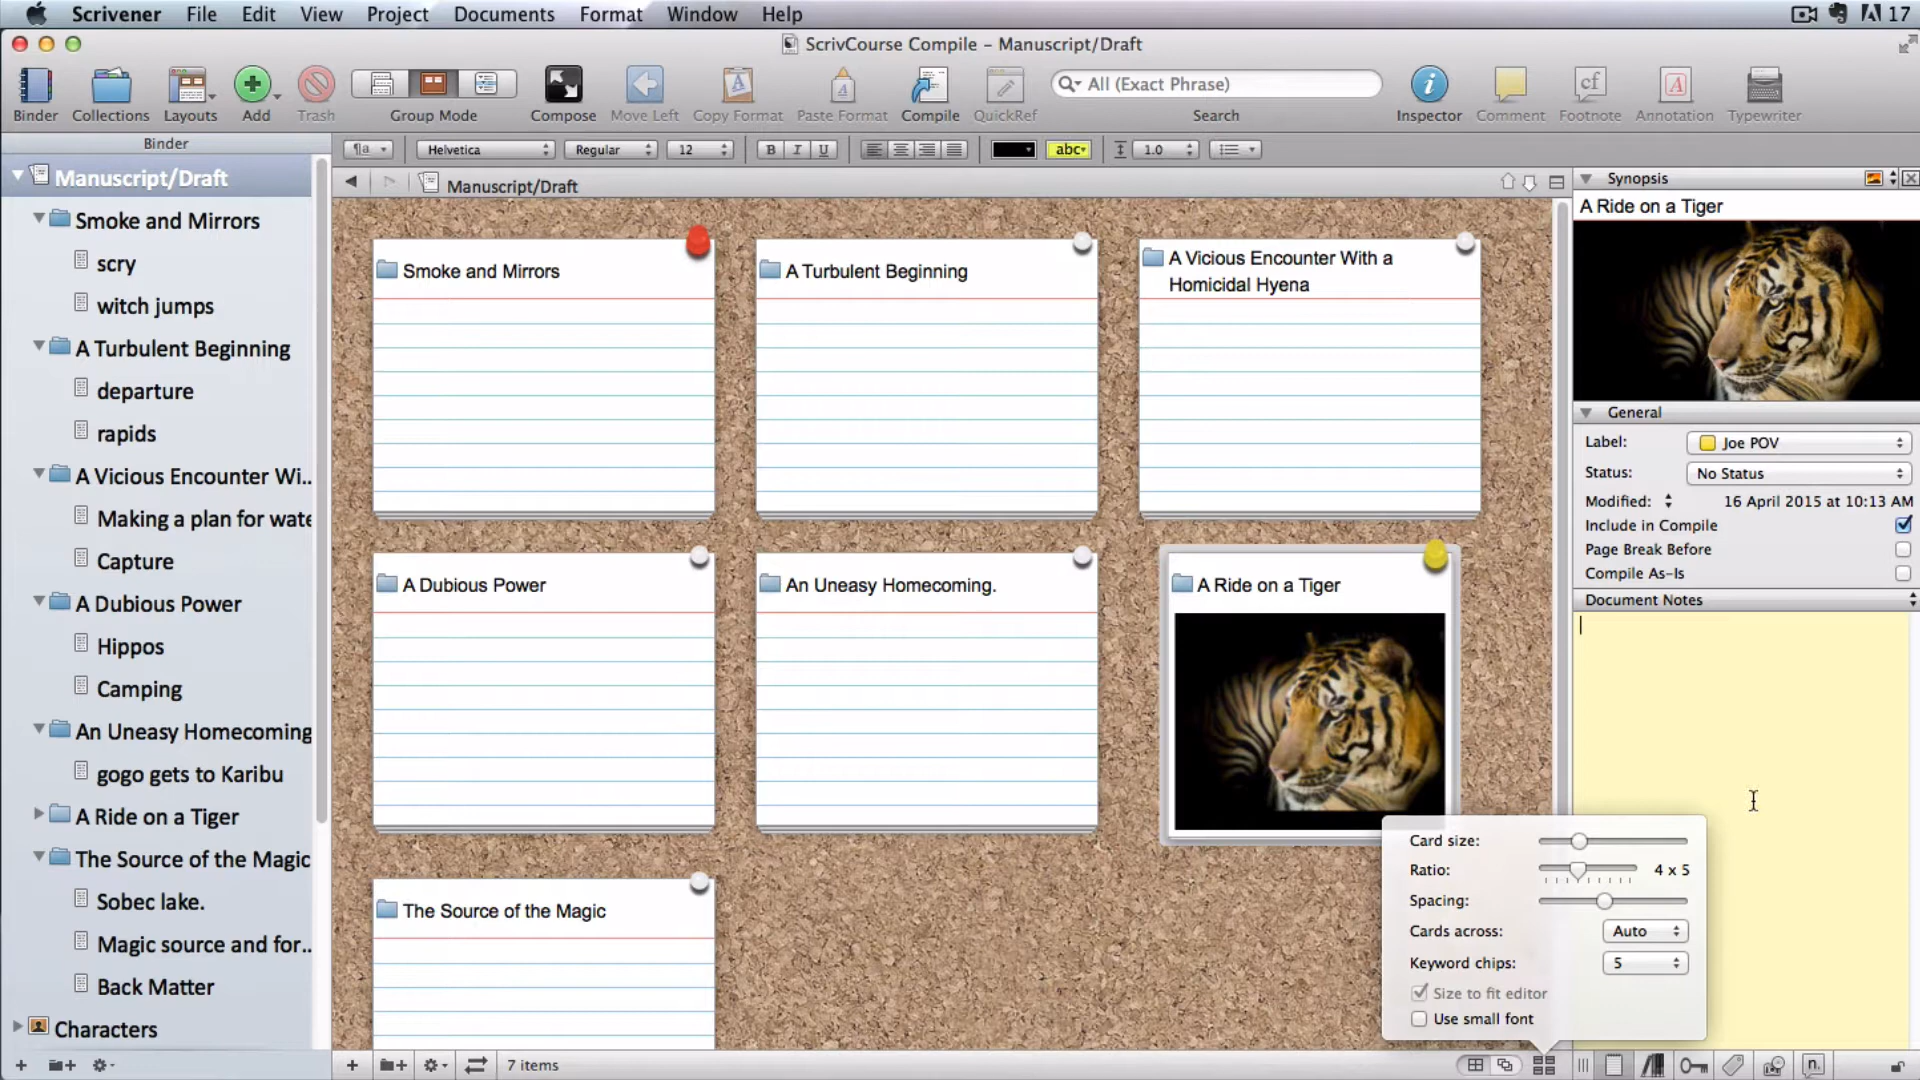 Scrivener File Edit View Project Documents Format Window Help 17
ScrivCourse Compile – Manuscript/Draft
All (Exact Phrase)
Binder Collections Layouts Add Trash Group Mode Compose Move Left Copy Format Paste Format Compile QuickRef Search Inspector Comment Footnote Annotation Typewriter
cf A
Binder
¶a Helvetica Regular 12 B I U abc 1.0
Manuscript/Draft
Smoke and Mirrors
scry
witch jumps
A Turbulent Beginning
departure
rapids
A Vicious Encounter Wi...
Making a plan for wate
Capture
A Dubious Power
Hippos
Camping
An Uneasy Homecoming
gogo gets to Karibu
A Ride on a Tiger
The Source of the Magic
Sobec lake.
Magic source and for...
Back Matter
Characters
Manuscript/Draft
Smoke and Mirrors
A Turbulent Beginning
A Vicious Encounter With a
Homicidal Hyena
A Dubious Power
An Uneasy Homecoming.
A Ride on a Tiger
The Source of the Magic
7 items
Synopsis
A Ride on a Tiger
General
Label: Joe POV
Status: No Status
Modified: 16 April 2015 at 10:13 AM
Include in Compile
Page Break Before
Compile As-Is
Document Notes
Card size:
Ratio: 4 x 5
Spacing:
Cards across: Auto
Keyword chips: 5
Size to fit editor
Use small font
n.